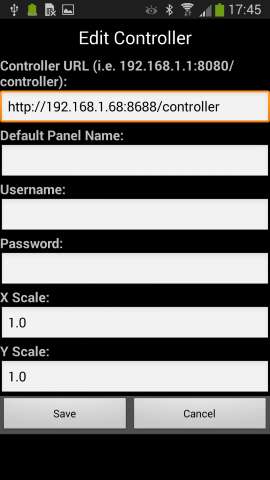 17:45
Edit Controller
Controller URL (i.e. 192.168.1.1:8080/
controller):
http://192.168.1.68:8688/controller
Default Panel Name:
Username:
Password:
X Scale:
1.0
Y Scale:
1.0
Save Cancel